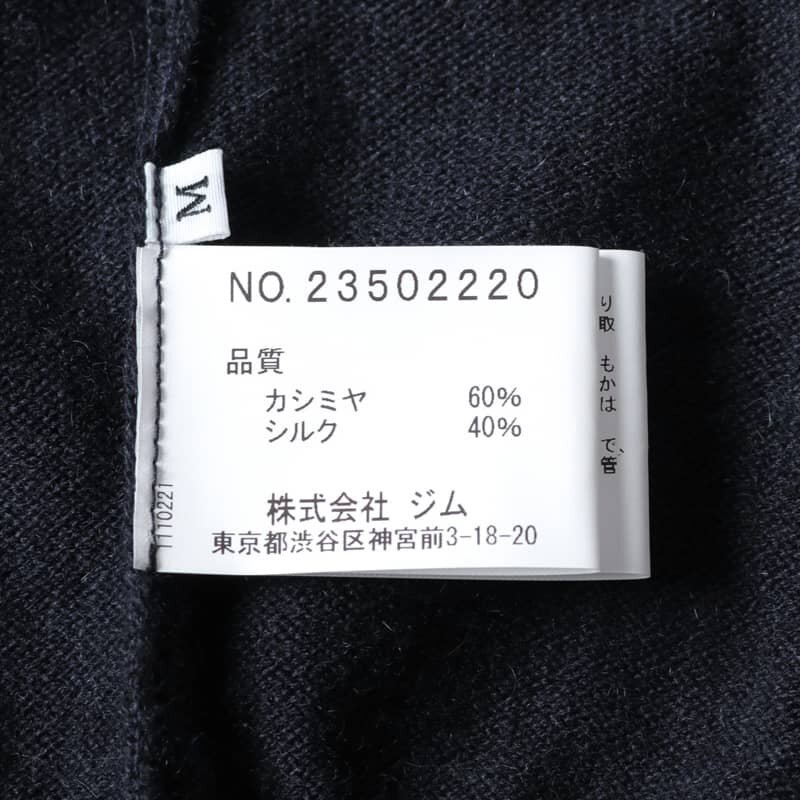 M
NO. 23502220
品質
カシミヤ 60%
シルク 40%
株式会社 ジム
東京都渋谷区神宮前3-18-20
1110221
り取
もかは
で、
管